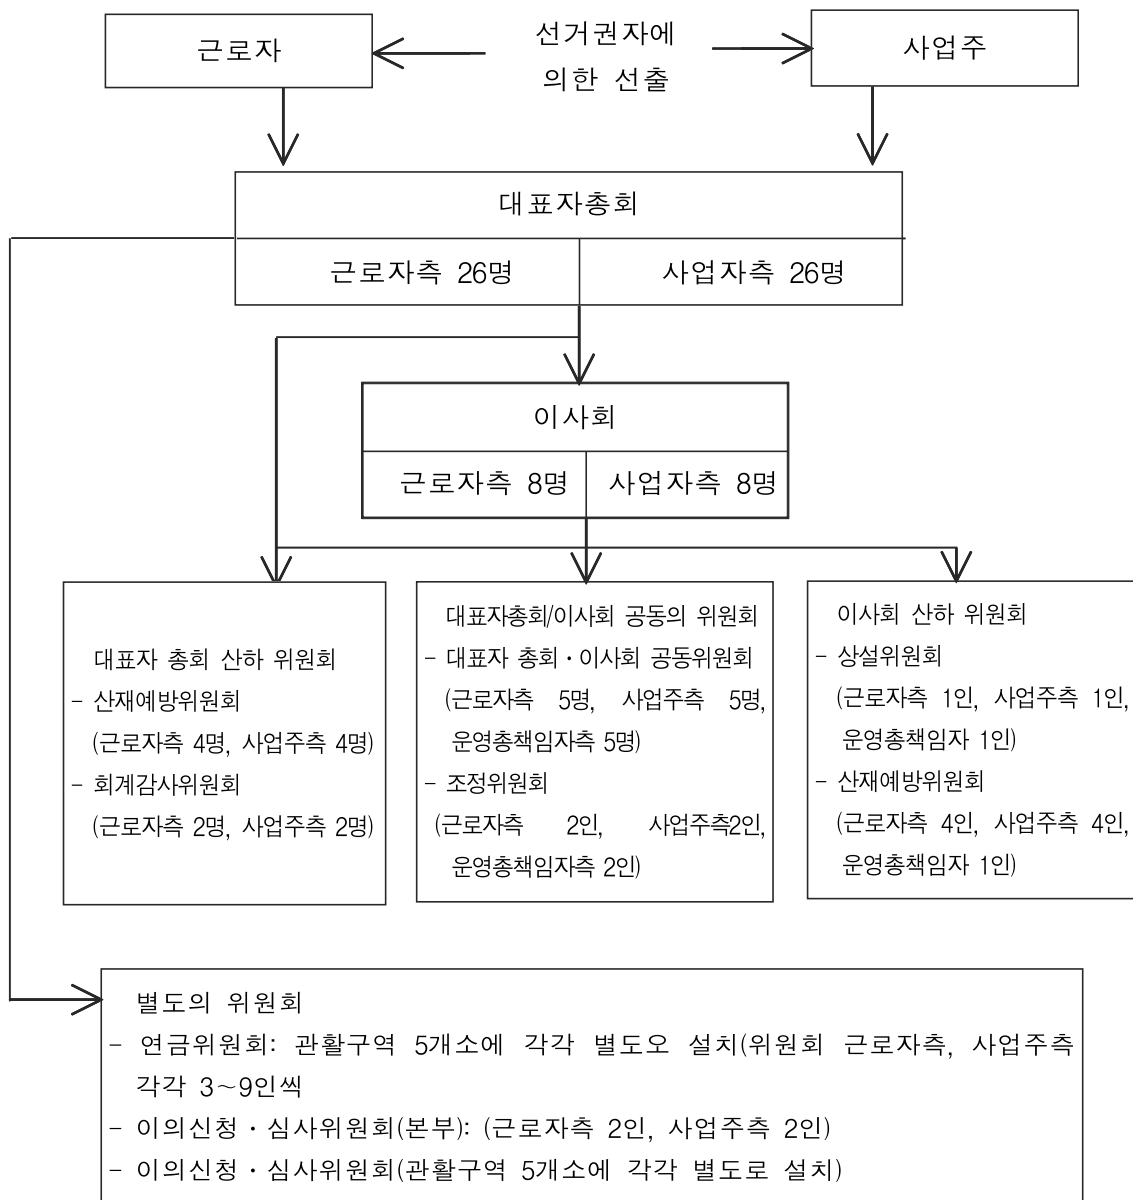 근로자
선거권자에
의한 선출
사업주
대표자총회
근로자측 26명
사업자측 26명
이사회
근로자측 8명
사업자측 8명
대표자 총회 산하 위원회
- 산재예방위원회
(근로자측 4명, 사업주측 4명)
- 회계감사위원회
(근로자측 2명, 사업주측 2명)
대표자총회/이사회 공동의 위원회
- 대표자 총회·이사회 공동위원회
(근로자측 5명, 사업주측 5명,
운영총책임자측 5명)
- 조정위원회
(근로자측 2인, 사업주측2인,
운영총책임자측 2인)
이사회 산하 위원회
- 상설위원회
(근로자측 1인, 사업주측 1인,
운영총책임자 1인)
- 산재예방위원회
(근로자측 4인, 사업주측 4인,
운영총책임자 1인)
별도의 위원회
- 연금위원회: 관활구역 5개소에 각각 별도오 설치(위원회 근로자측, 사업주측
각각 3~9인씩
- 이의신청·심사위원회(본부): (근로자측 2인, 사업주측 2인)
- 이의신청·심사위원회(관활구역 5개소에 각각 별도로 설치)